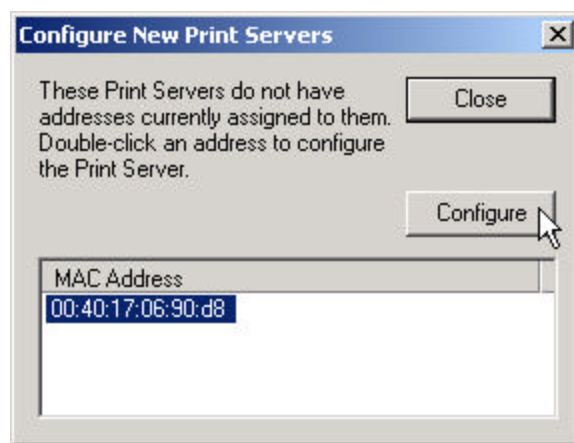 Configure New Print Servers
These Print Servers do not have
addresses currently assigned to them.
Double-click an address to configure
the Print Server.
Close
Configure
MAC Address
00:40:17:06:90:d8